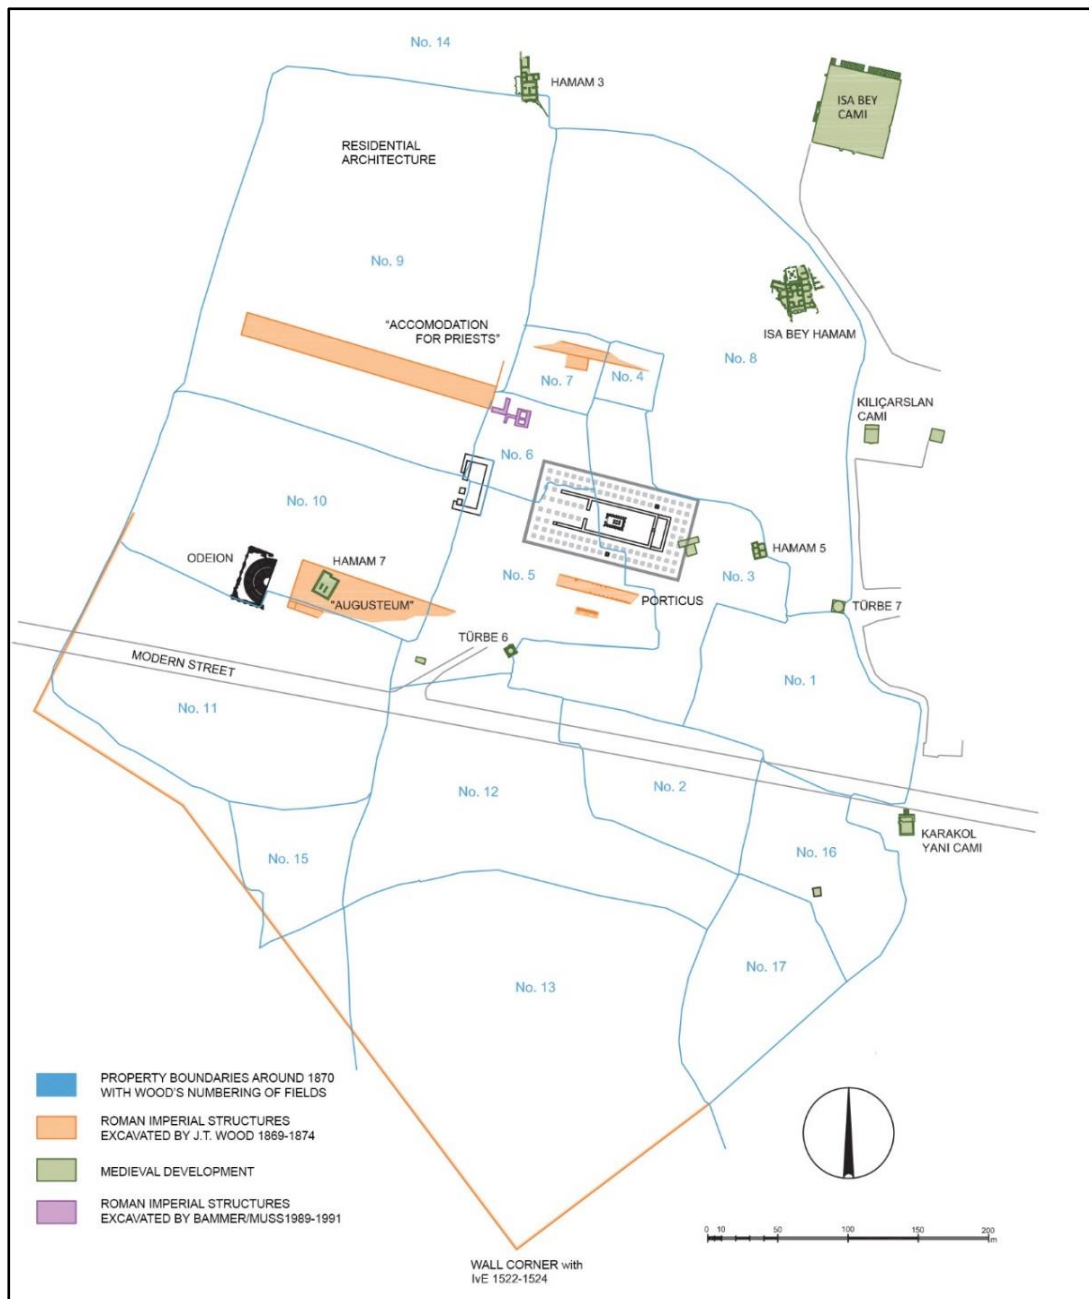 No. 14
HAMAM 3
ISA BEY
CAMI
RESIDENTIAL
ARCHITECTURE
No. 9
"ACCOMODATION
FOR PRIESTS"
ISA BEY HAMAM
No. 8
No. 7
No. 4
KILIÇARSLAN
CAMI
No. 6
No. 10
ODEION
HAMAM 7
"AUGUSTEUM"
No. 5
PORTICUS
HAMAM 5
No. 3
TÜRBE 7
TÜRBE 6
MODERN STREET
No. 1
No. 11
No. 12
No. 2
KARAKOL
YANI CAMI
No. 15
No. 16
No. 17
No. 13
PROPERTY BOUNDARIES AROUND 1870
WITH WOOD'S NUMBERING OF FIELDS
ROMAN IMPERIAL STRUCTURES
EXCAVATED BY J.T. WOOD 1869-1874
MEDIEVAL DEVELOPMENT
ROMAN IMPERIAL STRUCTURES
EXCAVATED BY BAMMER/MUSS1989-1991
0 10 50 100 150 200
m
WALL CORNER with
IvE 1522-1524